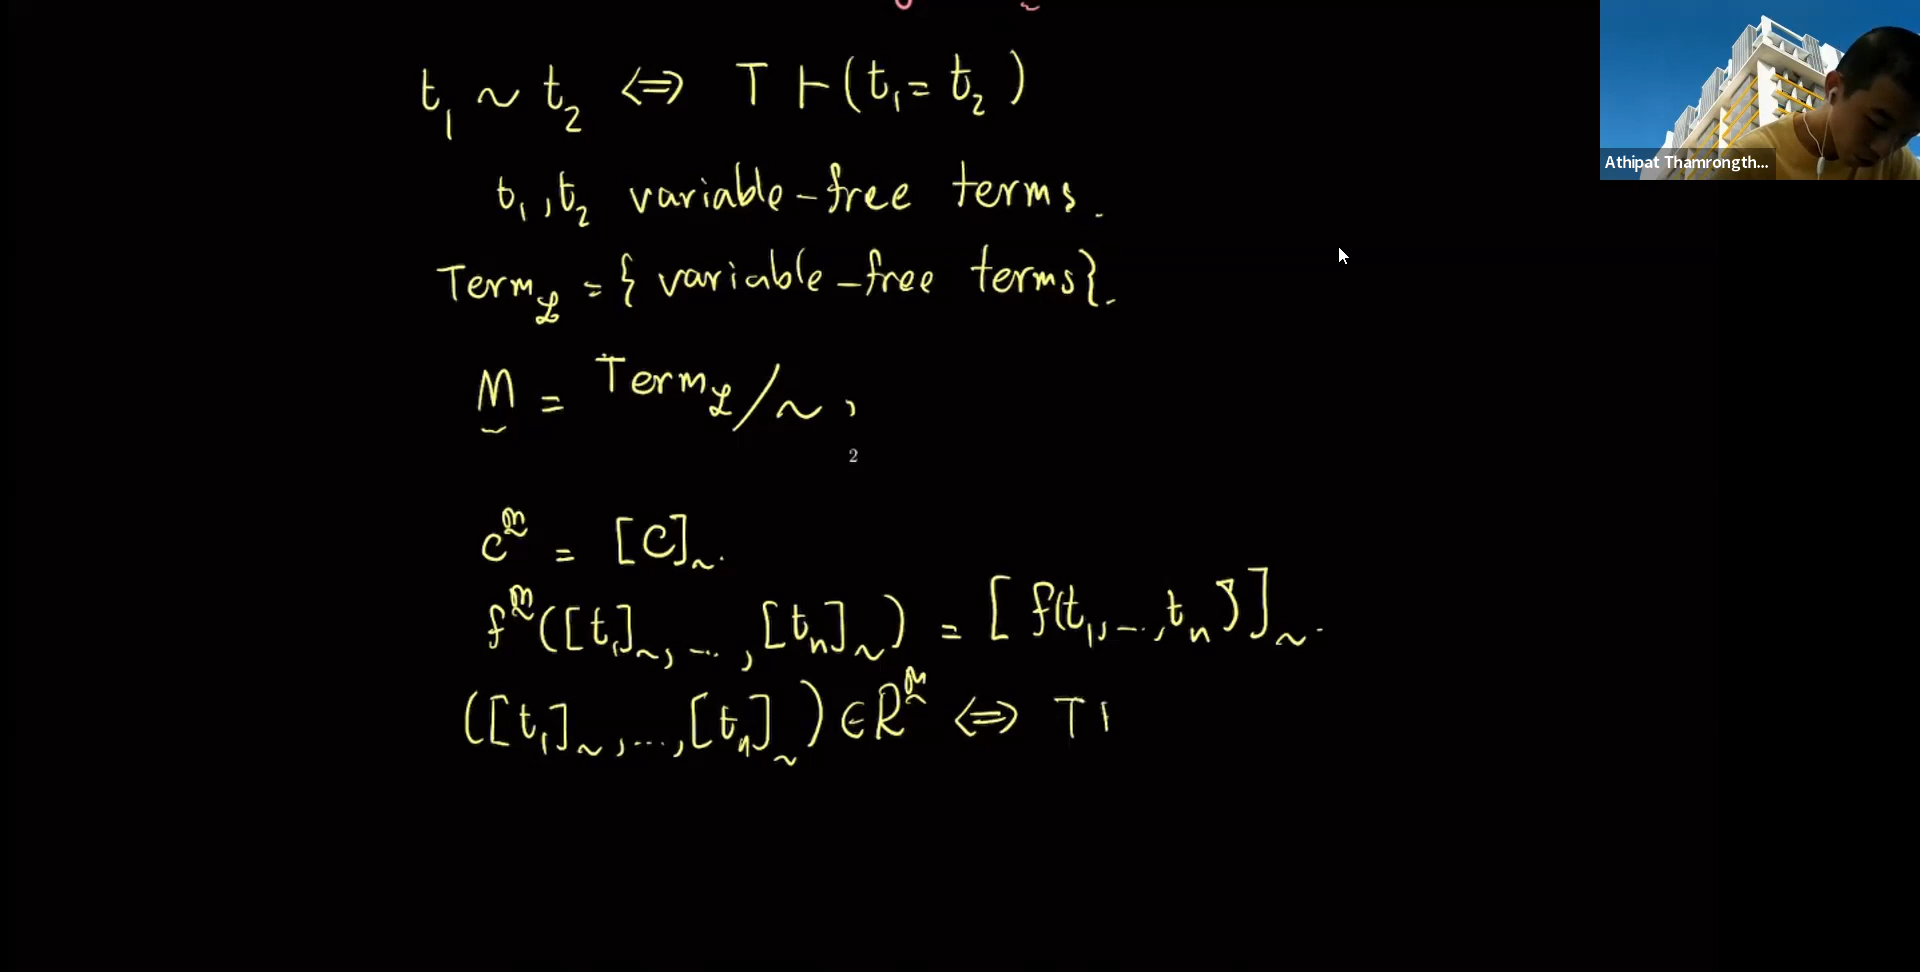 t₁ ~ t₂ ⟺ T ⊢ (t₁ = t₂)
Athipat Thamrongth...
t₁, t₂ variable-free terms.
Term_ℒ = { variable-free terms}.
M = Term_ℒ/~ ,
2
c^𝔐 = [c]_~.
f^𝔐([t₁]_~, ..., [tₙ]_~) = [f(t₁, ..., tₙ)]_~.
([t₁]_~, ..., [tₙ]_~) ∈ R^𝔐 ⟺ T I